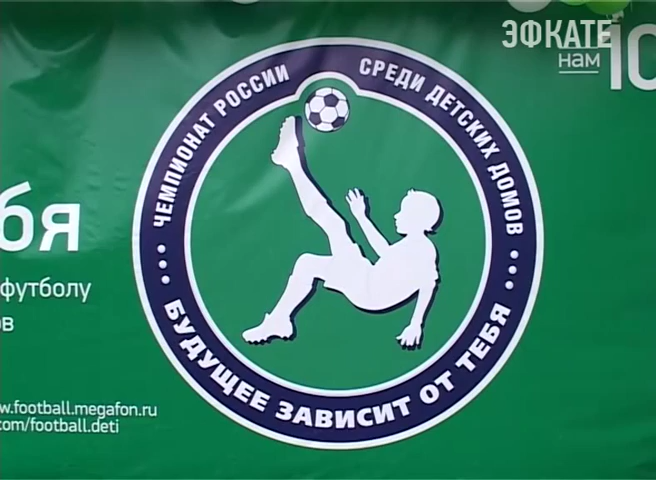 ЭФКАТЕ
нам 10
ЧЕМПИОНАТ РОССИИ
СРЕДИ ДЕТСКИХ ДОМОВ
БУДУЩЕЕ ЗАВИСИТ ОТ ТЕБЯ
бя
футболу
ов
w.football.megafon.ru
com/football.deti